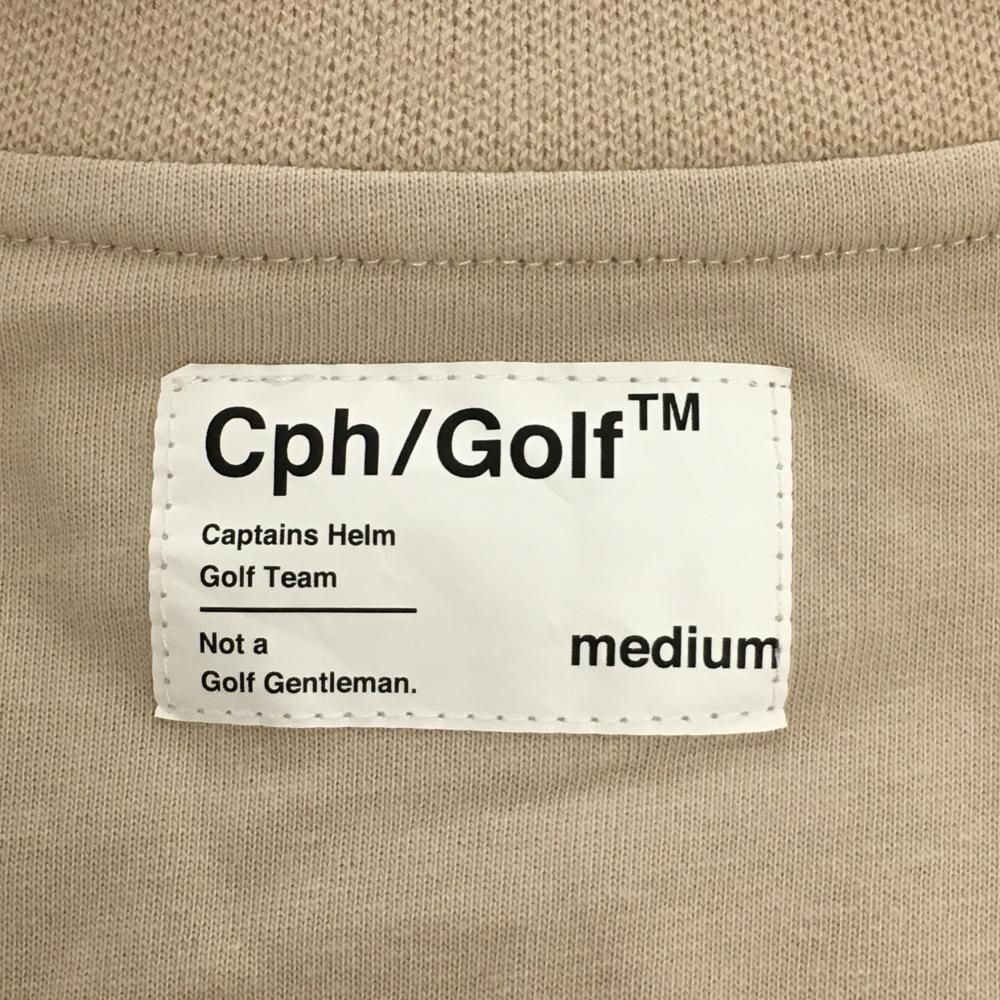 Cph/Golf™
Captains Helm
Golf Team
Not a
Golf Gentleman.
medium